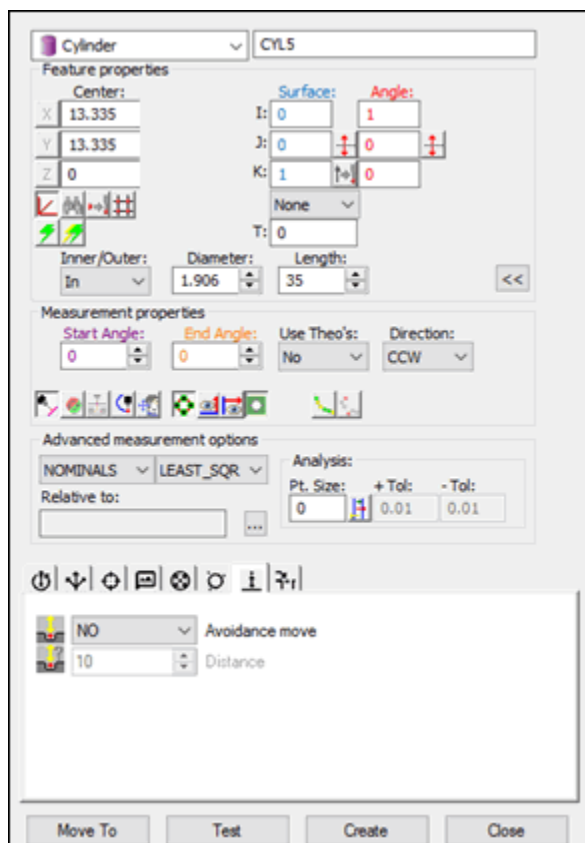 Cylinder CYL5
Feature properties
Center: Surface: Angle:
X 13.335 I: 0 1
Y 13.335 J: 0 0
Z 0 K: 1 0
None
T: 0
Inner/Outer: Diameter: Length:
In 1.906 35 <<
Measurement properties
Start Angle: End Angle: Use Theo's: Direction:
0 0 No CCW
Advanced measurement options
NOMINALS LEAST_SQR Analysis:
Pt. Size: + Tol: - Tol:
Relative to: 0 0.01 0.01
...
NO Avoidance move
10 Distance
Move To Test Create Close